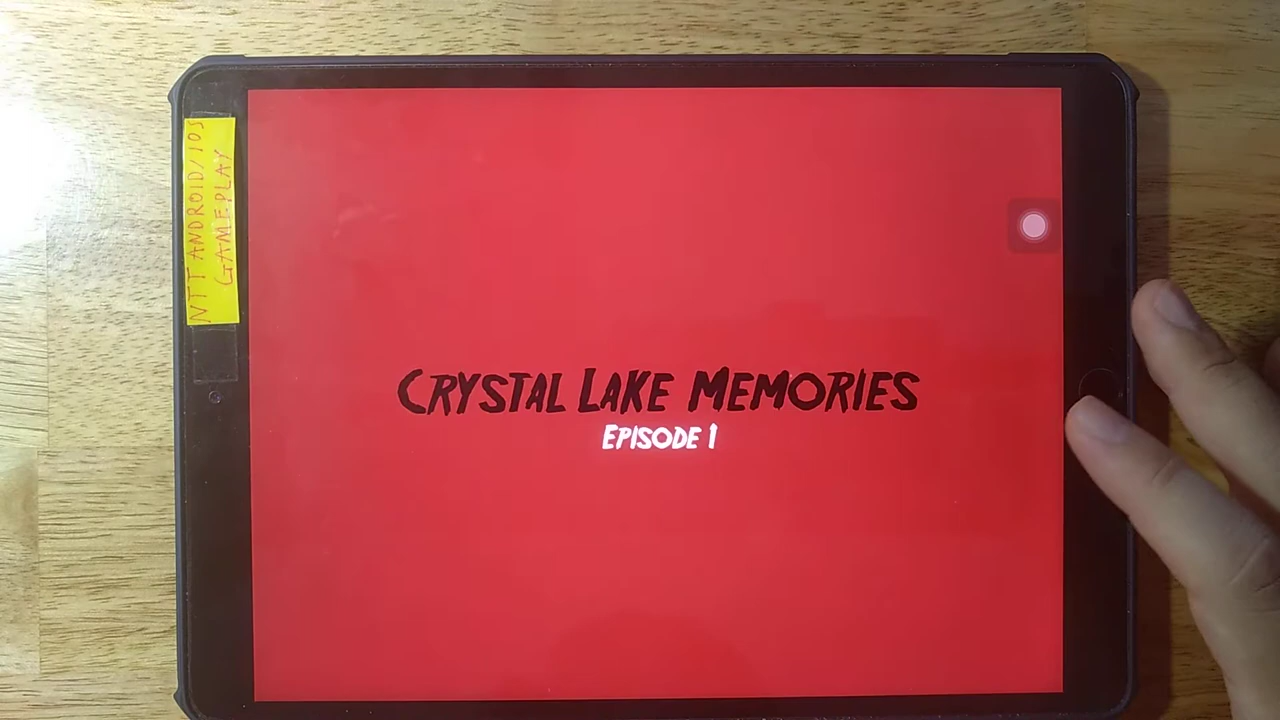 NTT ANDROID/IOS
GAMEPLAY
CRYSTAL LAKE MEMORIES
EPISODE 1